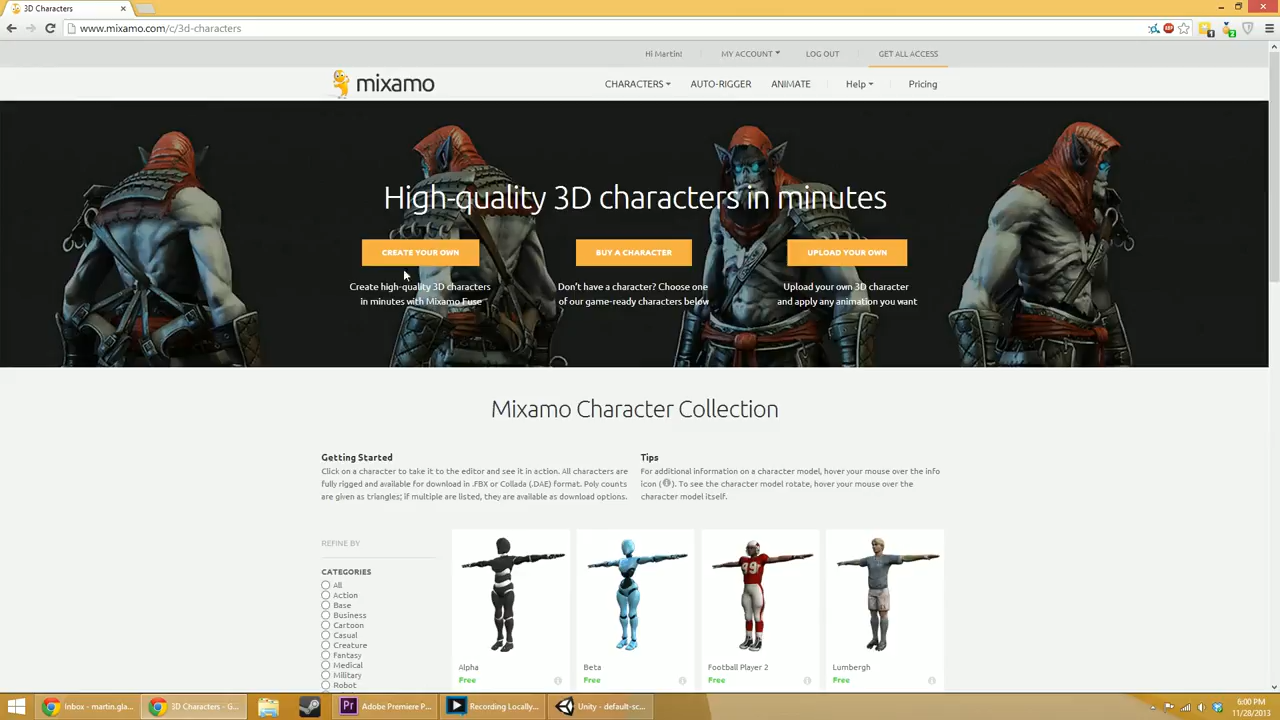 3D Characters
www.mixamo.com/c/3d-characters
Hi Martin!
MY ACCOUNT
LOG OUT
GET ALL ACCESS
mixamo
CHARACTERS
AUTO-RIGGER
ANIMATE
Help
Pricing
High-quality 3D characters in minutes
CREATE YOUR OWN
BUY A CHARACTER
UPLOAD YOUR OWN
Create high-quality 3D characters
in minutes with Mixamo Fuse
Don't have a character? Choose one
of our game-ready characters below
Upload your own 3D character
and apply any animation you want
Mixamo Character Collection
Getting Started
Click on a character to take it to the editor and see it in action. All characters are
fully rigged and available for download in .FBX or Collada (.DAE) format. Poly counts
are given as triangles; if multiple are listed, they are available as download options.
Tips
For additional information on a character model, hover your mouse over the info
icon ( ). To see the character model rotate, hover your mouse over the
character model itself.
REFINE BY
CATEGORIES
All
Action
Base
Business
Cartoon
Casual
Creature
Fantasy
Medical
Military
Robot
99
Alpha
Free
Beta
Free
Football Player 2
Free
Lumbergh
Free
Inbox - martin.gla...
3D Characters - G...
Pr
Adobe Premiere P...
Recording Locally...
Unity - default-sc...
6:00 PM
11/28/2013